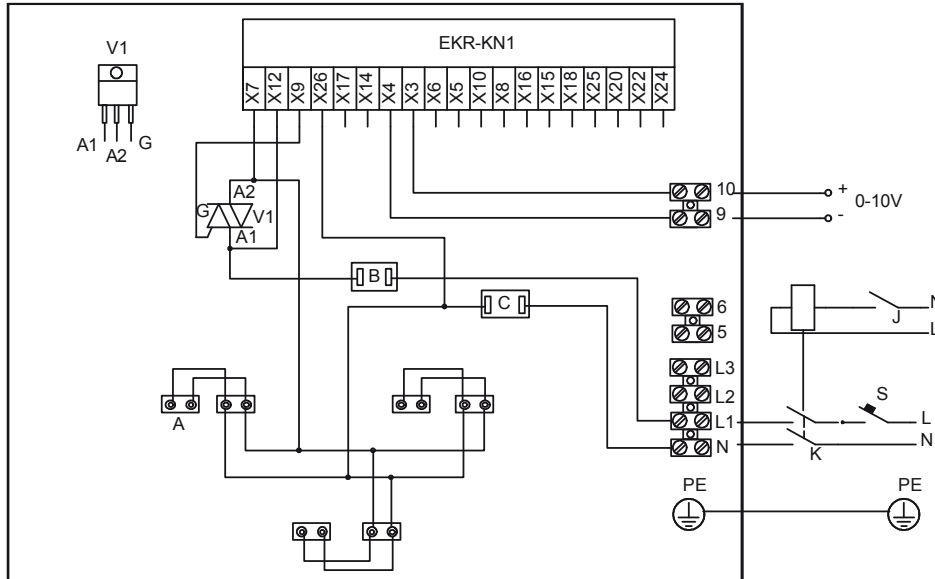 EKR-KN1
V1
X7 X12 X9 X26 X17 X14 X4 X3 X6 X5 X10 X8 X16 X15 X18 X25 X20 X22 X24
A1 A2 G
A2
G V1
A1
10 + 0-10V
9 -
B
C
6
5
J N
L
L3
L2
S
L1 L
N K N
A
PE PE